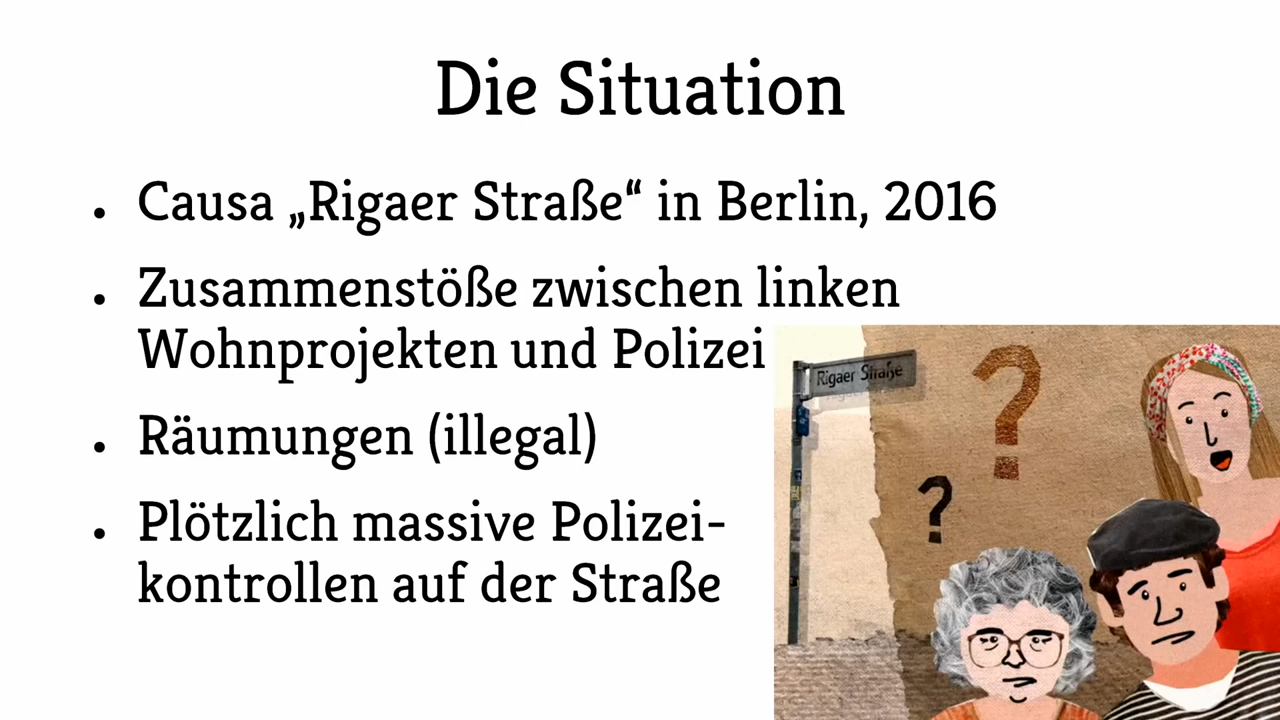 Die Situation
• Causa „Rigaer Straße“ in Berlin, 2016
• Zusammenstöße zwischen linken
Wohnprojekten und Polizei
Rigaer Straße
? 
?
• Räumungen (illegal)
• Plötzlich massive Polizei-
kontrollen auf der Straße